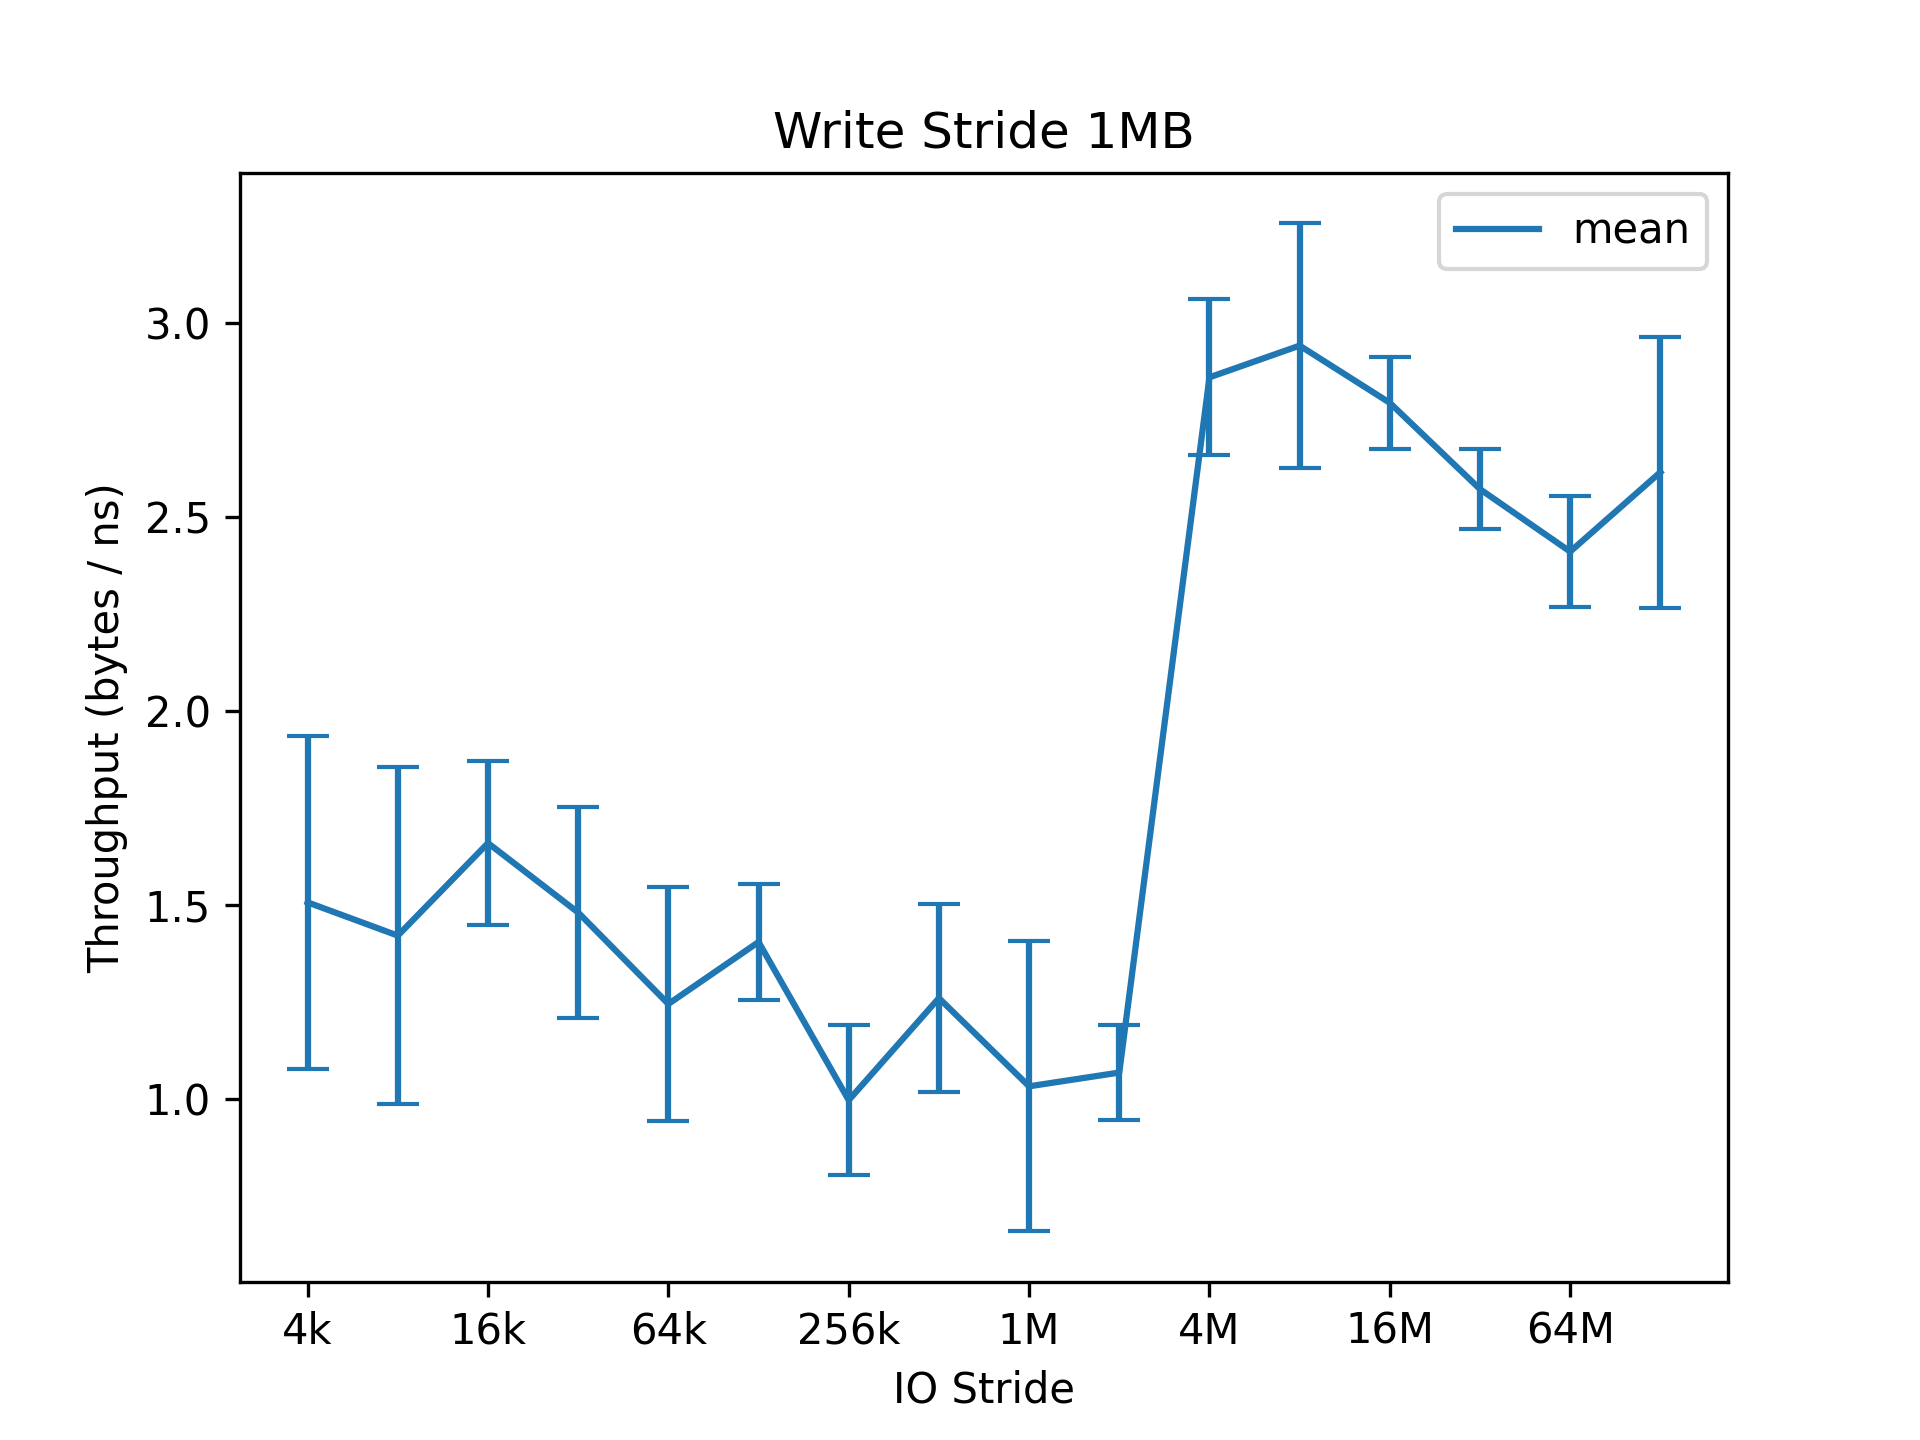 Write Stride 1MB
mean
Throughput (bytes / ns)
3.0
2.5
2.0
1.5
1.0
4k 16k 64k 256k 1M 4M 16M 64M
IO Stride